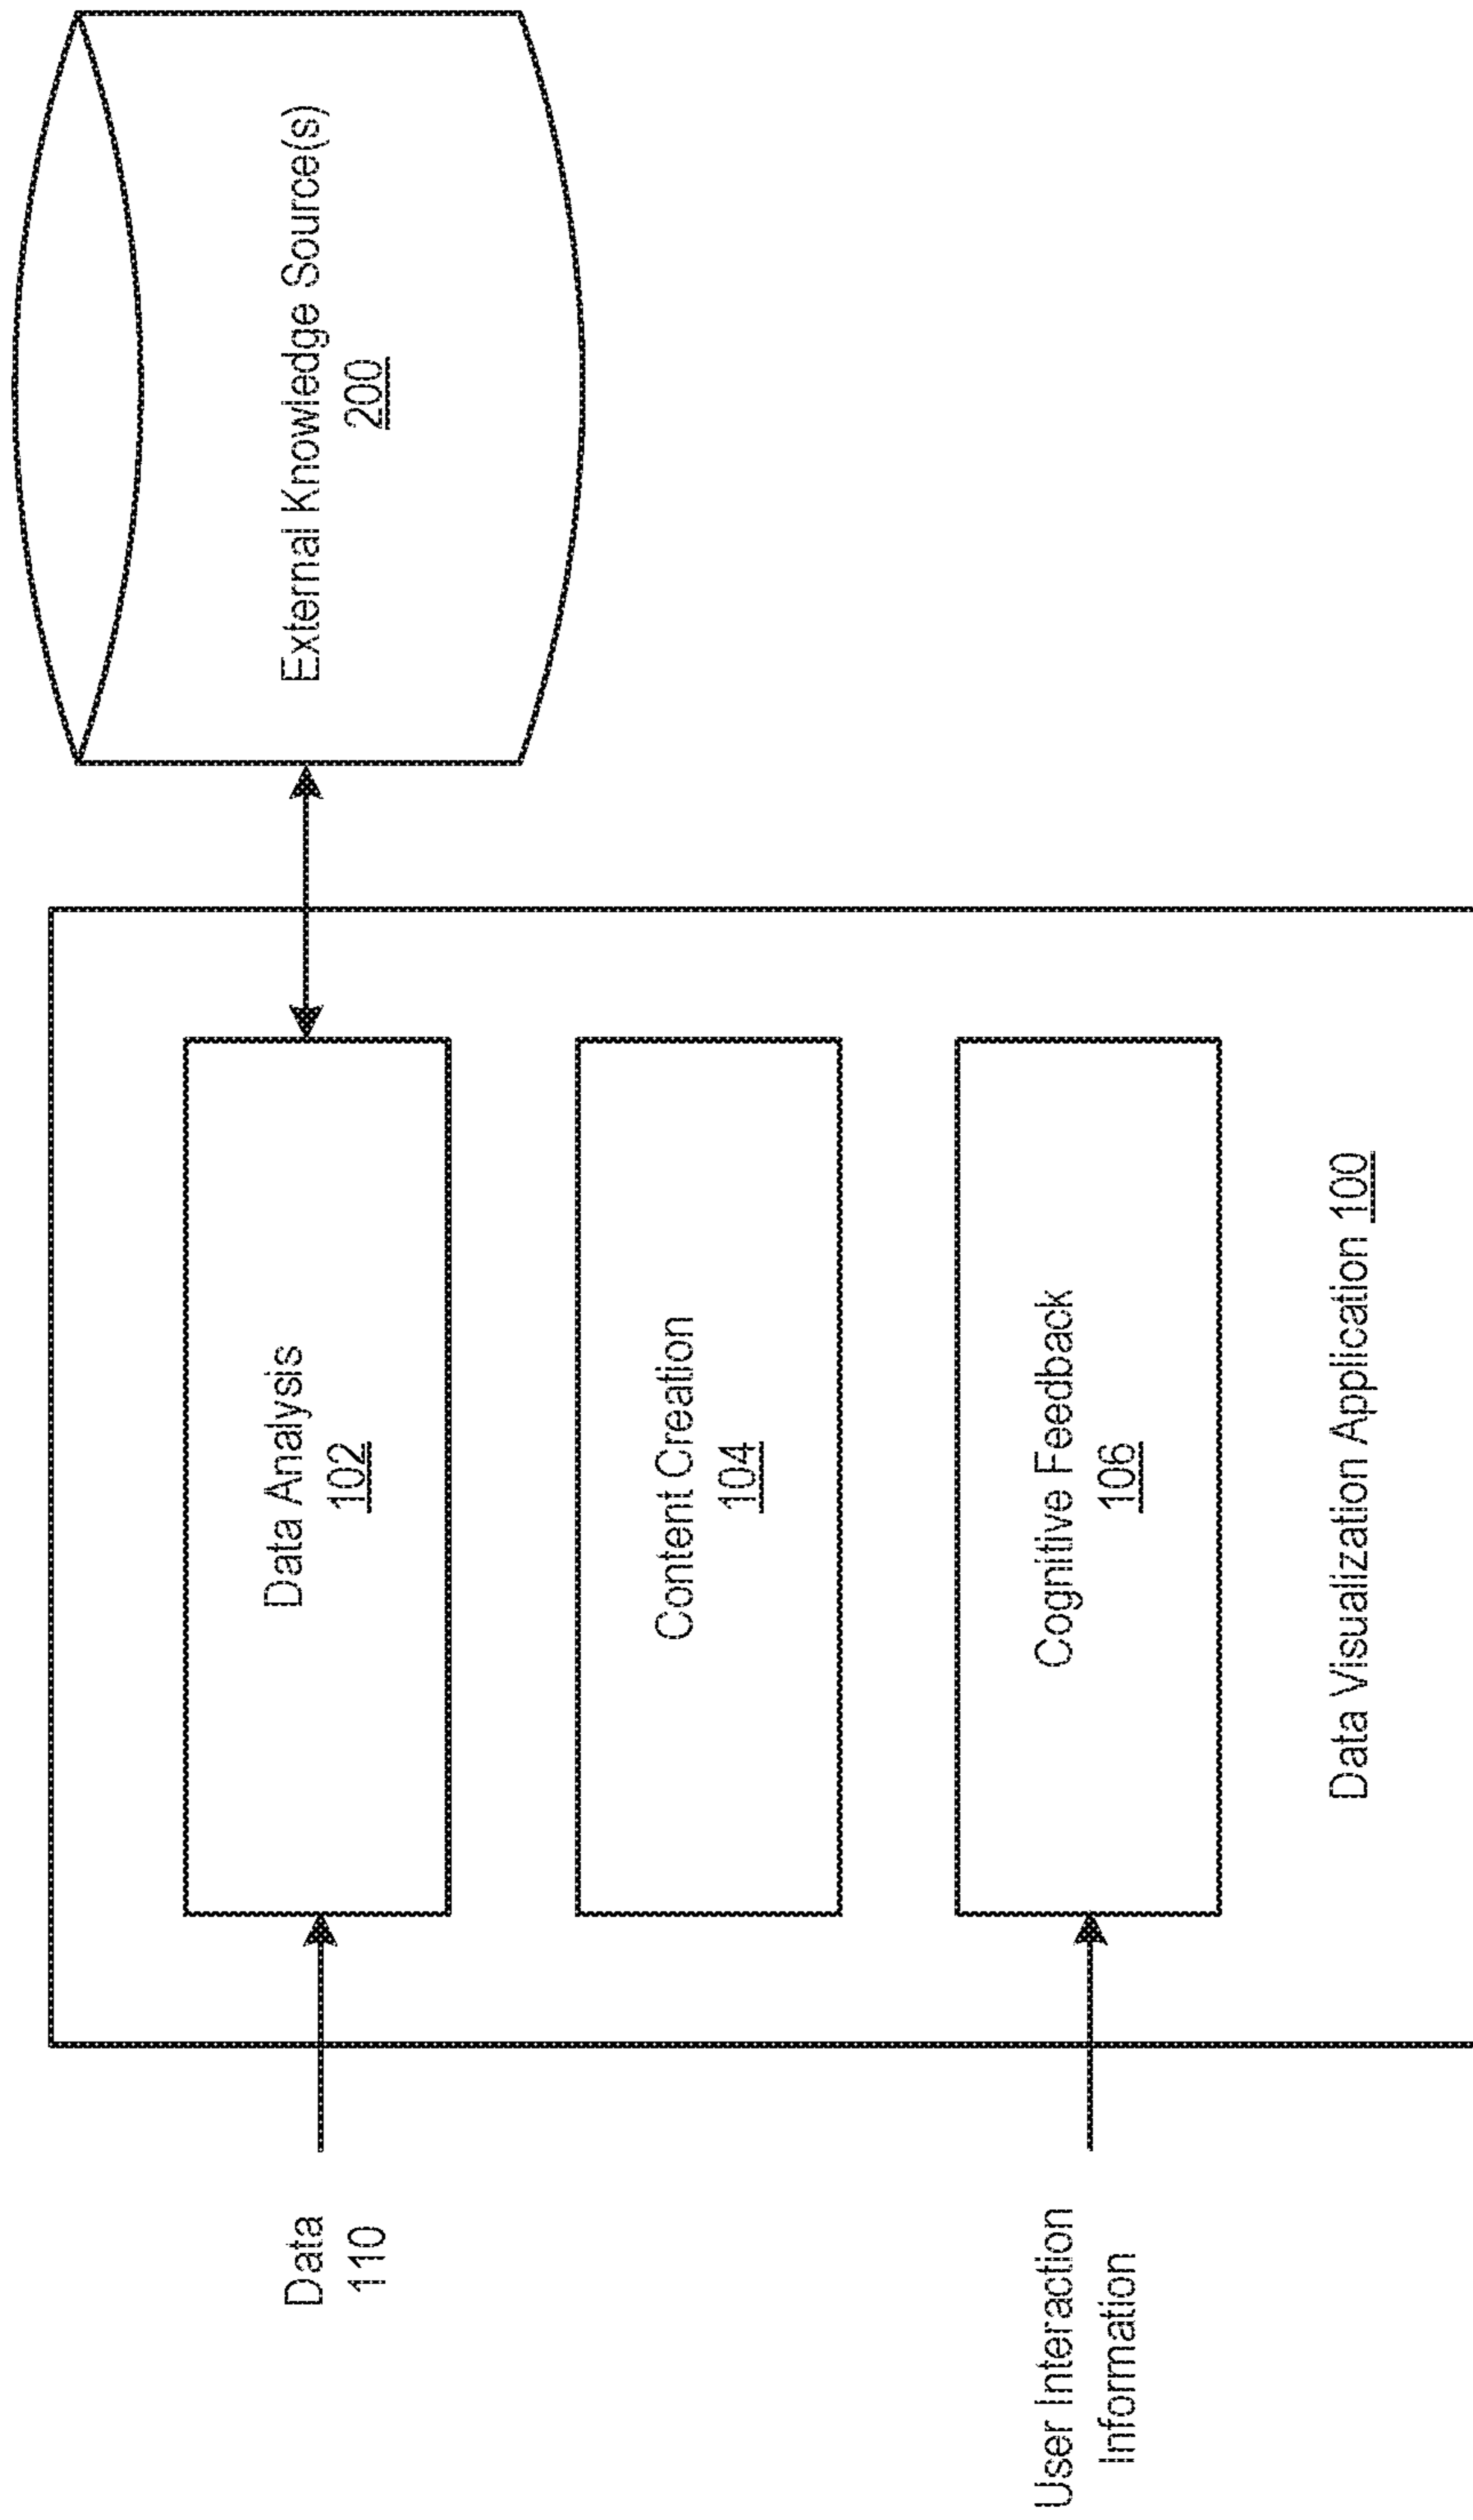 Data
110
Data Analysis
102
External Knowledge Source(s)
200
Content Creation
104
User Interaction
Information
Cognitive Feedback
106
Data Visualization Application 100